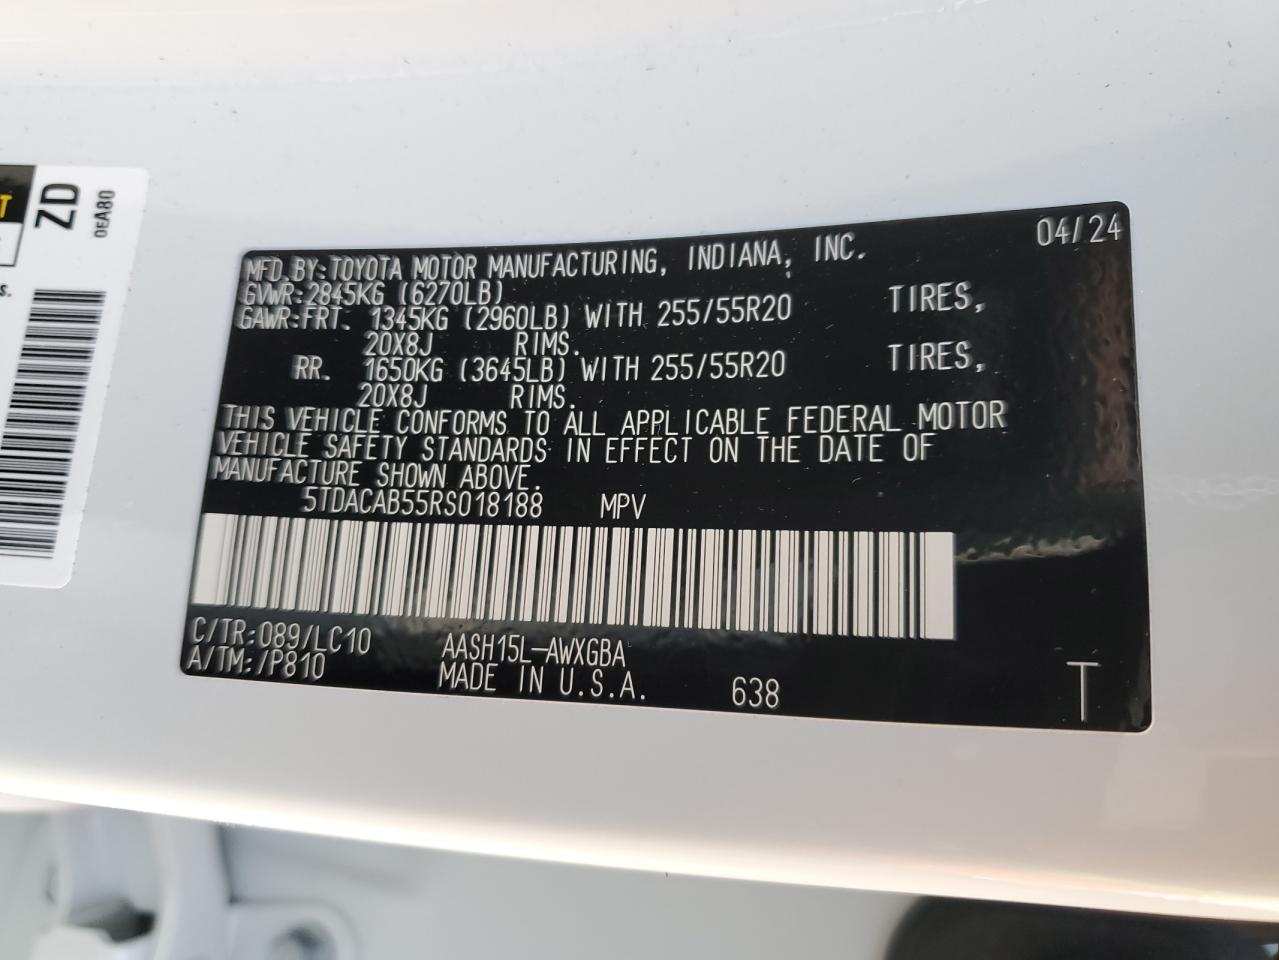 T
ZD
0EA80
s.
04/24
MFD.BY:TOYOTA MOTOR MANUFACTURING, INDIANA, INC.
GVWR:2845KG (6270LB)
GAWR:FRT. 1345KG (2960LB) WITH 255/55R20 TIRES,
20X8J RIMS.
RR. 1650KG (3645LB) WITH 255/55R20 TIRES,
20X8J RIMS.
THIS VEHICLE CONFORMS TO ALL APPLICABLE FEDERAL MOTOR
VEHICLE SAFETY STANDARDS IN EFFECT ON THE DATE OF
MANUFACTURE SHOWN ABOVE.
5TDACAB55RS018188 MPV
C/TR:089/LC10 AASH15L-AWXGBA
A/TM:/P810 MADE IN U.S.A. 638 T